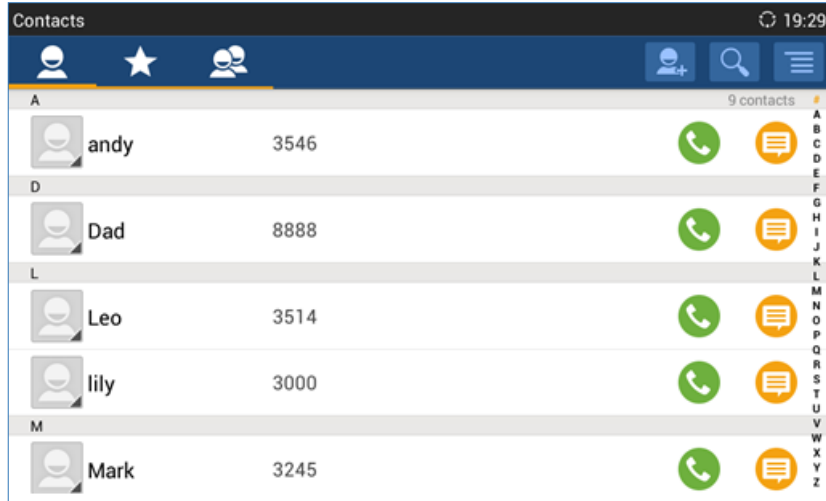 Contacts 19:29
A 9 contacts #
andy 3546
D
Dad 8888
L
Leo 3514
lily 3000
M
Mark 3245
A
B
C
D
E
F
G
H
I
J
K
L
M
N
O
P
Q
R
S
T
U
V
W
X
Y
Z